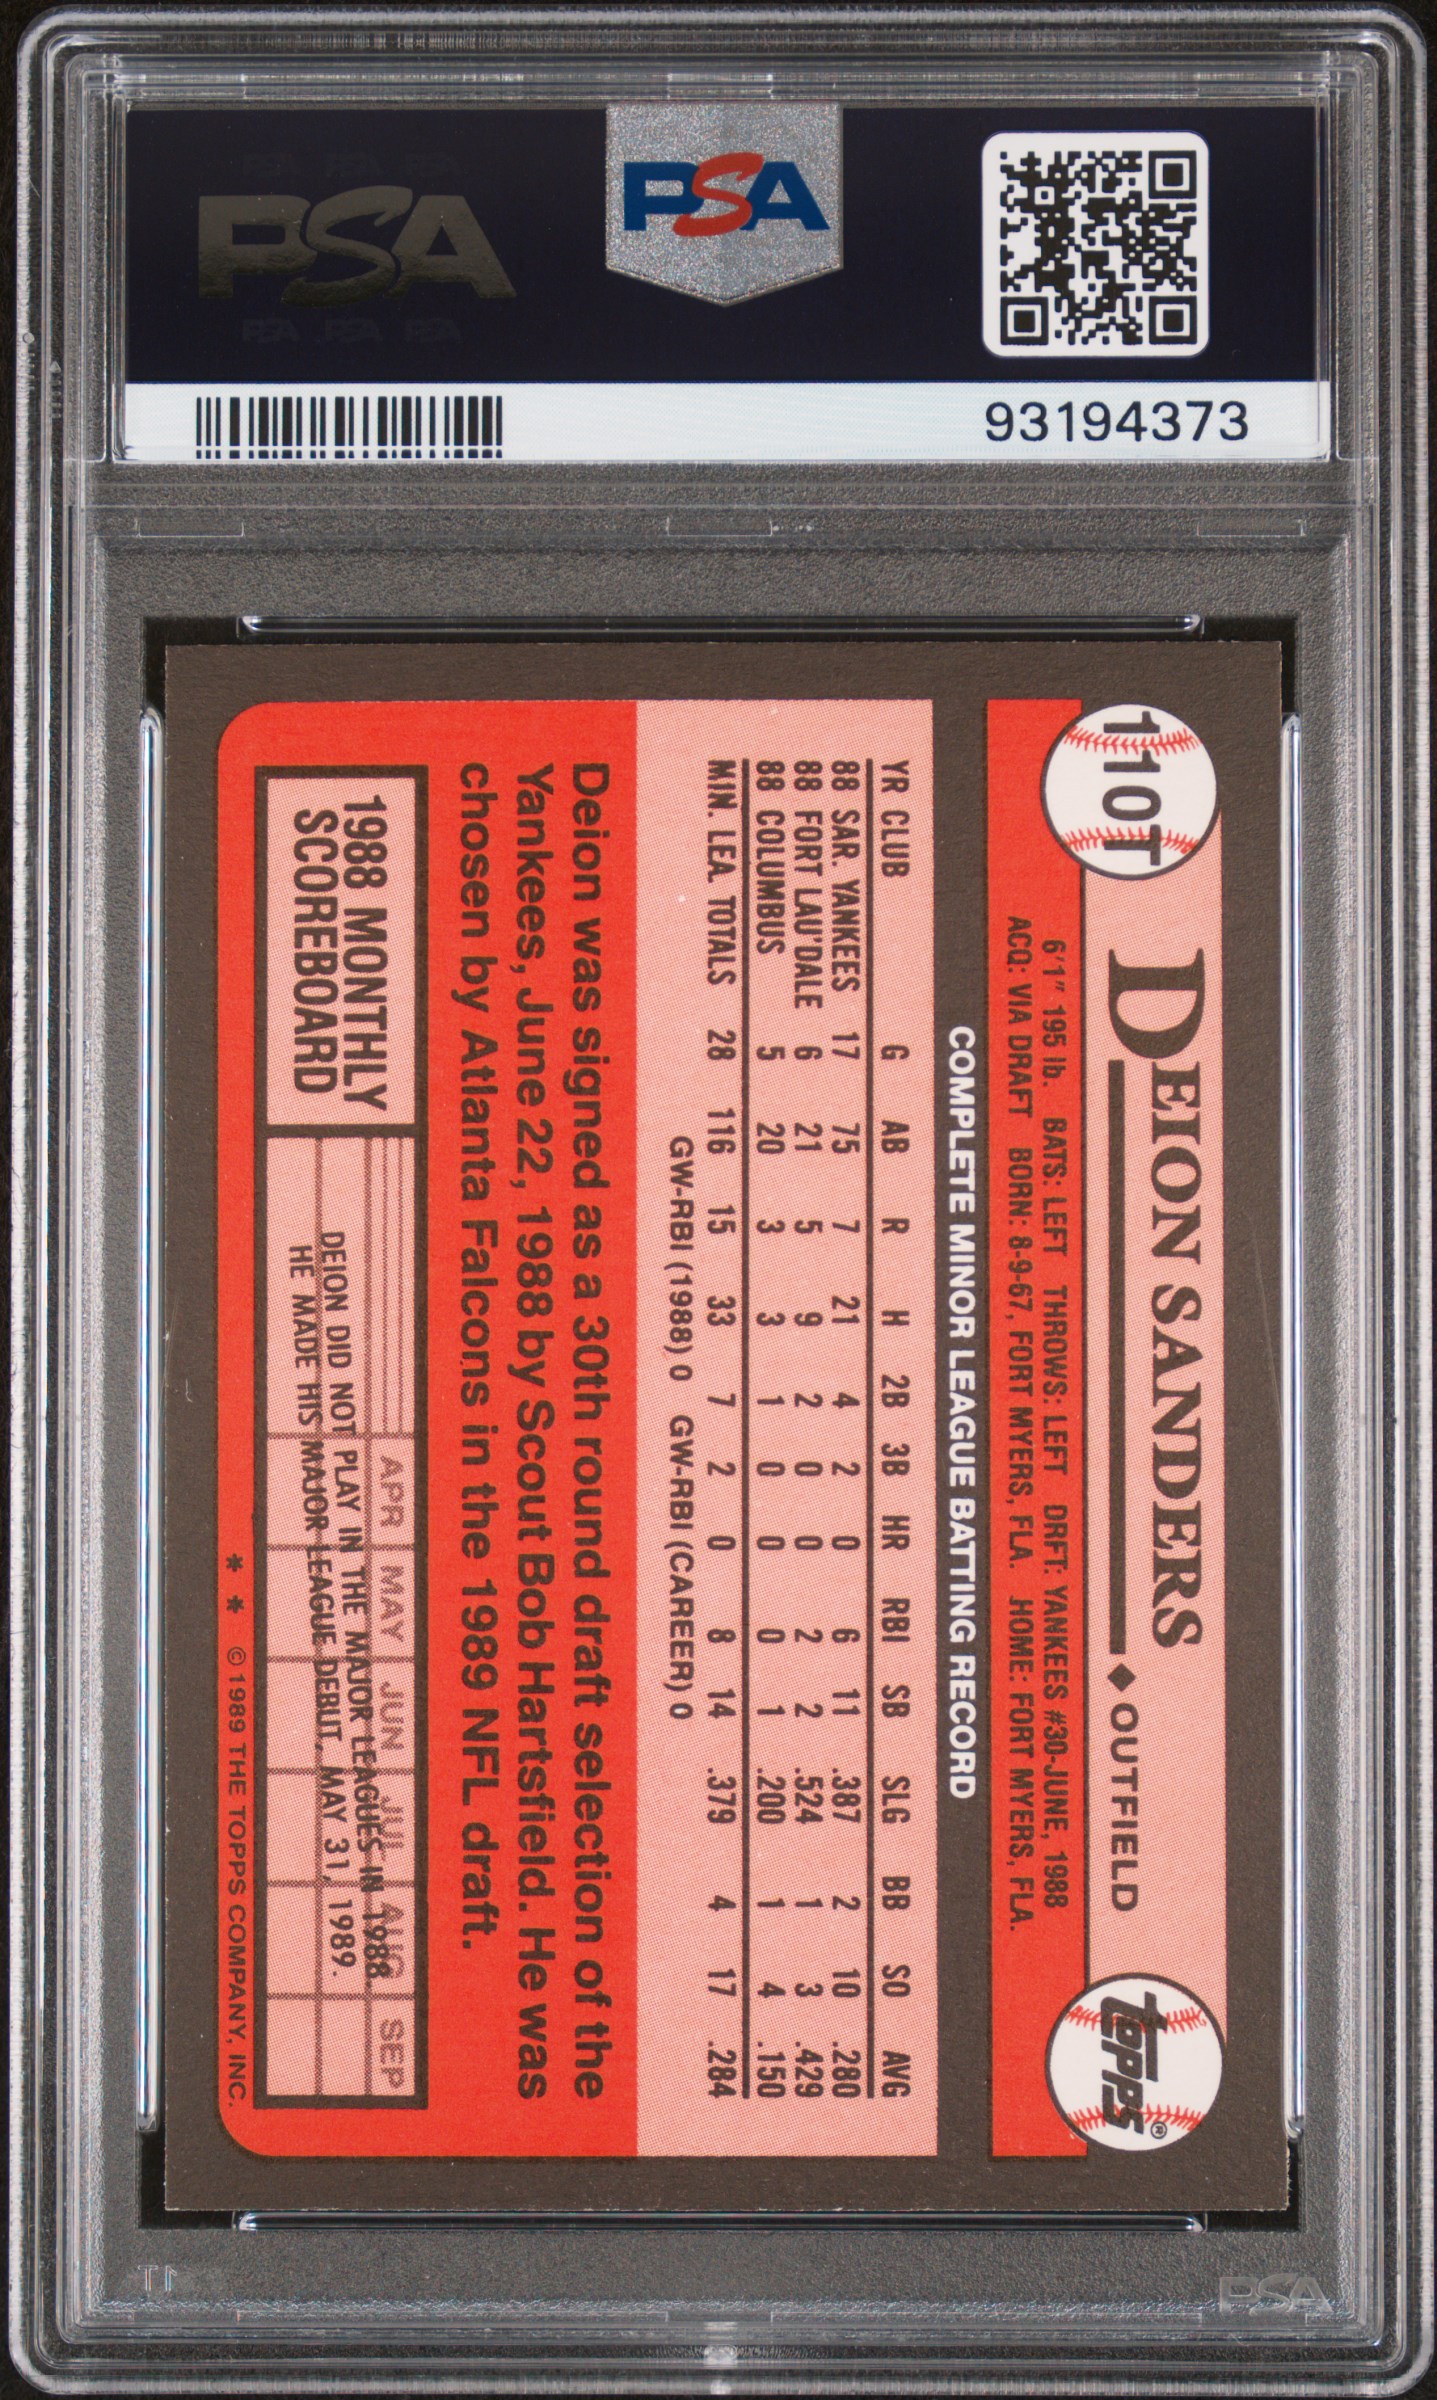 PSA
PSA
93194373
110T
DEION SANDERS ◆ OUTFIELD
topps®
6'1" 195 lb. BATS: LEFT THROWS: LEFT DRFT: YANKEES #30-JUNE, 1988
ACQ: VIA DRAFT BORN: 8-9-67, FORT MYERS, FLA. HOME: FORT MYERS, FLA.
COMPLETE MINOR LEAGUE BATTING RECORD
YR CLUB G AB R H 2B 3B HR RBI SB SLG BB SO AVG
88 SAR. YANKEES 17 75 7 21 4 2 0 6 11 .387 2 10 .280
88 FORT LAU'DALE 6 21 5 9 2 0 0 2 2 .524 1 3 .429
88 COLUMBUS 5 20 3 3 1 0 0 0 1 .200 1 4 .150
MIN. LEA. TOTALS 28 116 15 33 7 2 0 8 14 .379 4 17 .284
GW-RBI (1988) 0 GW-RBI (CAREER) 0
Deion was signed as a 30th round draft selection of the
Yankees, June 22, 1988 by Scout Bob Hartsfield. He was
chosen by Atlanta Falcons in the 1989 NFL draft.
1988 MONTHLY
SCOREBOARD
APR MAY JUN JUL AUG SEP
DEION DID NOT PLAY IN THE MAJOR LEAGUES IN 1988.
HE MADE HIS MAJOR LEAGUE DEBUT, MAY 31, 1989.
* * © 1989 THE TOPPS COMPANY, INC.
PSA